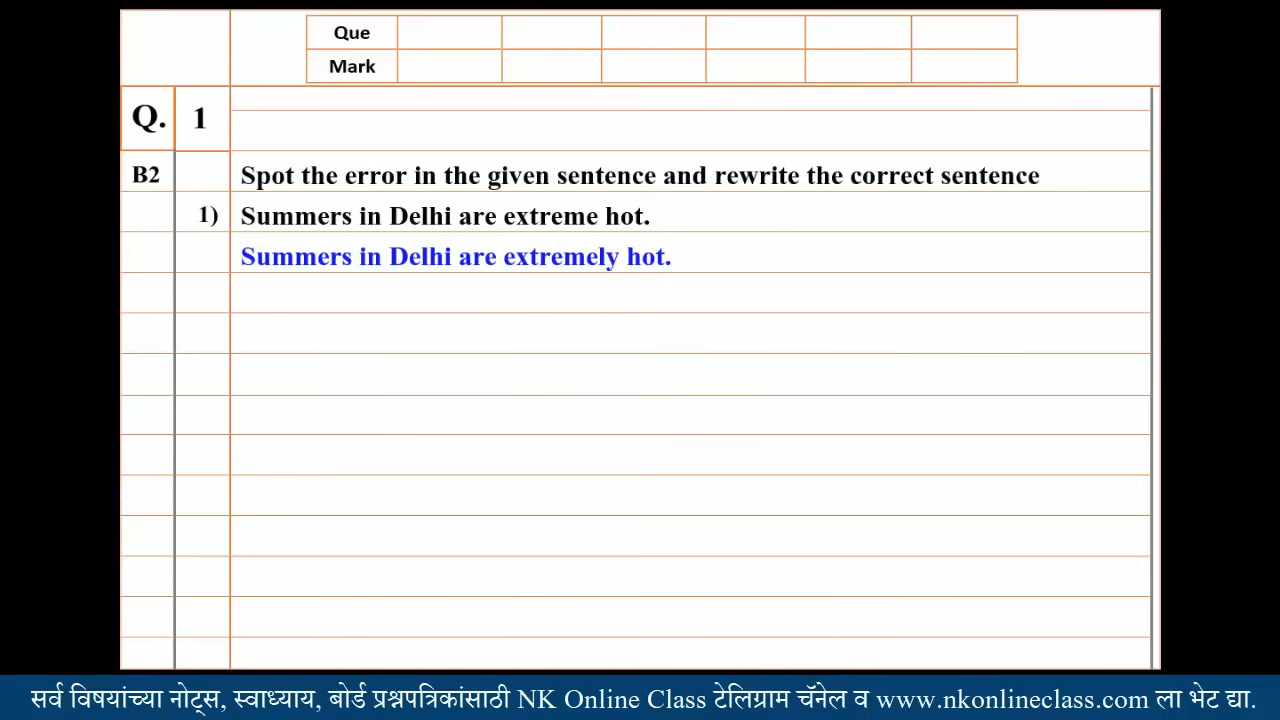 Que
Mark
Q. 1
B2 Spot the error in the given sentence and rewrite the correct sentence
1) Summers in Delhi are extreme hot.
Summers in Delhi are extremely hot.
सर्व विषयांच्या नोट्स, स्वाध्याय, बोर्ड प्रश्नपत्रिकांसाठी NK Online Class टेलिग्राम चॅनेल व www.nkonlineclass.com ला भेट द्या.